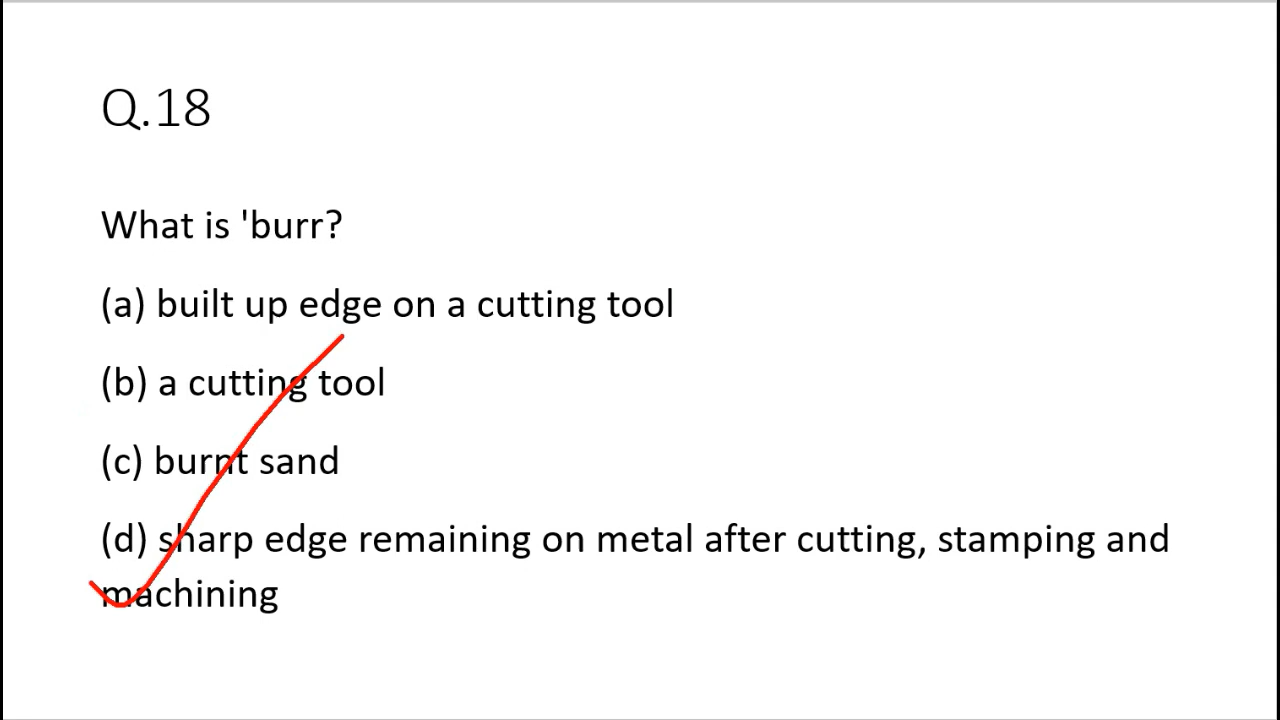 Q.18
What is 'burr?
(a) built up edge on a cutting tool
(b) a cutting tool
(c) burnt sand
(d) sharp edge remaining on metal after cutting, stamping and
machining